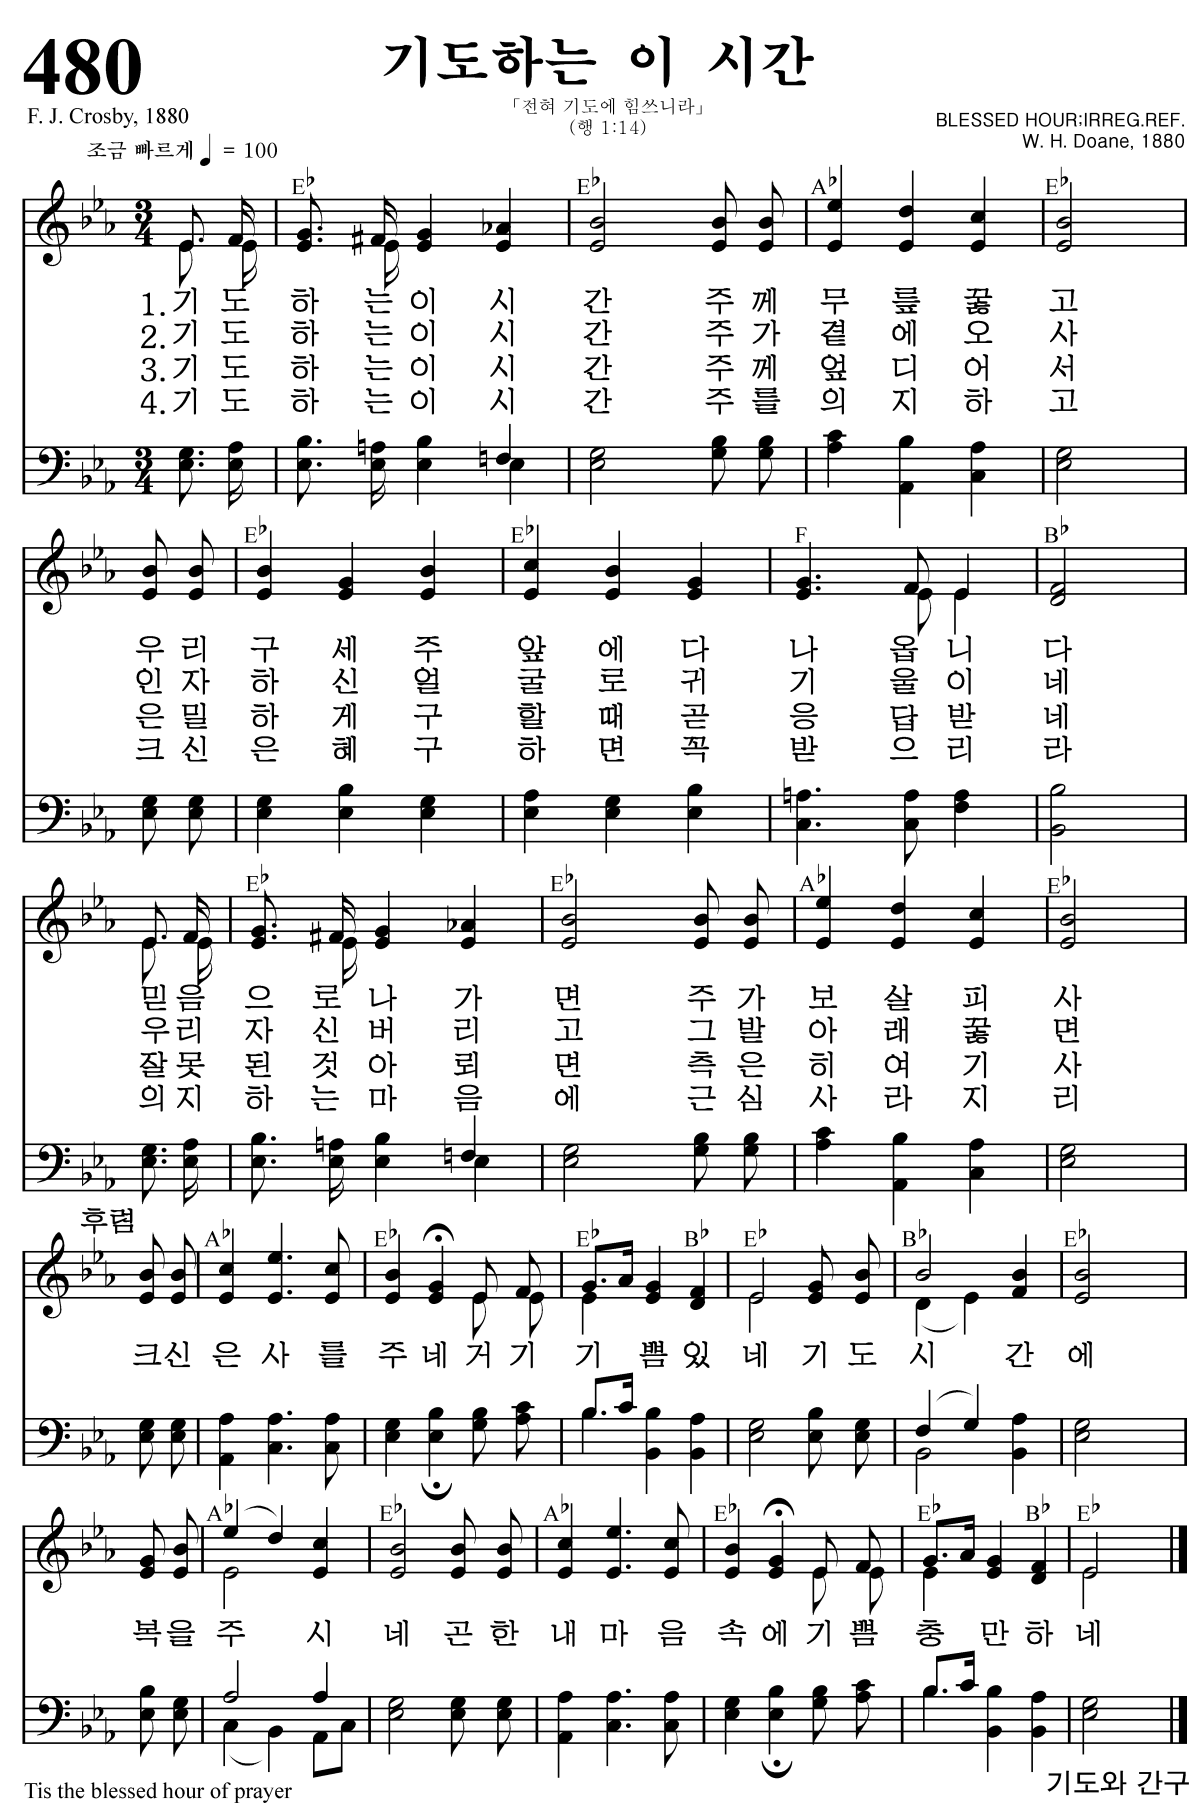 480
기도하는 이 시간
「전혀 기도에 힘쓰니라」
(행 1:14)
F. J. Crosby, 1880
BLESSED HOUR;IRREG.REF.
W. H. Doane, 1880
조금 빠르게 ♩ = 100
E♭ E♭ A♭ E♭
3 4
1. 기 도 하 는 이 시 간 주 께 무 릎 꿇 고
2. 기 도 하 는 이 시 간 주 가 곁 에 오 사
3. 기 도 하 는 이 시 간 주 께 엎 디 어 서
4. 기 도 하 는 이 시 간 주 를 의 지 하 고
3 4
E♭ E♭ F B♭
우 리 구 세 주 앞 에 다 나 옵 니 다
인 자 하 신 얼 굴 로 귀 기 울 이 네
은 밀 하 게 구 할 때 곧 응 답 받 네
크 신 은 혜 구 하 면 꼭 받 으 리 라
E♭ E♭ A♭ E♭
믿 음 으 로 나 가 면 주 가 보 살 피 사
우 리 자 신 버 리 고 그 발 아 래 꿇 면
잘 못 된 것 아 뢰 면 측 은 히 여 기 사
의 지 하 는 마 음 에 근 심 사 라 지 리
후렴
A♭ E♭ E♭ B♭ E♭ B♭ E♭
크 신 은 사 를 주 네 거 기 기 쁨 있 네 기 도 시 간 에
A♭ E♭ A♭ E♭ E♭ B♭ E♭
복 을 주 시 네 곤 한 내 마 음 속 에 기 쁨 충 만 하 네
Tis the blessed hour of prayer
기도와 간구